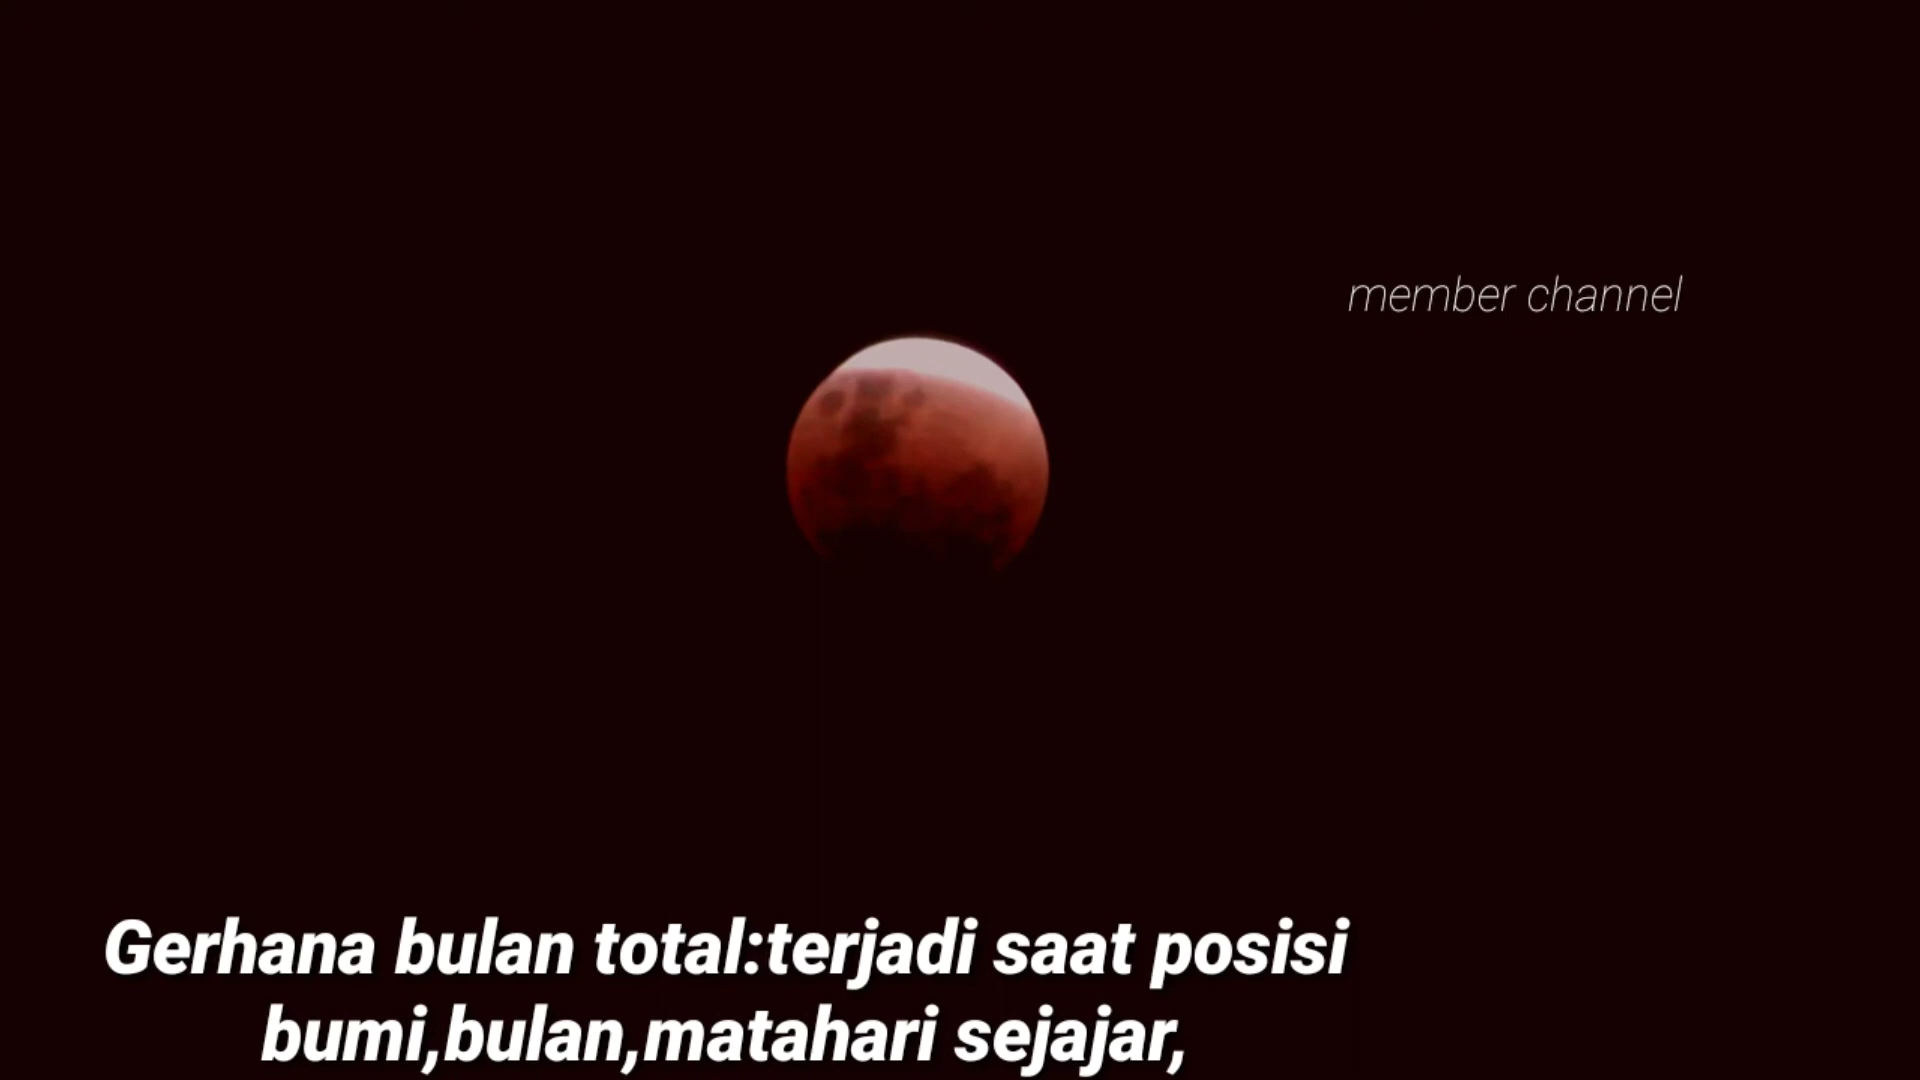 member channel
Gerhana bulan total:terjadi saat posisi
bumi,bulan,matahari sejajar,